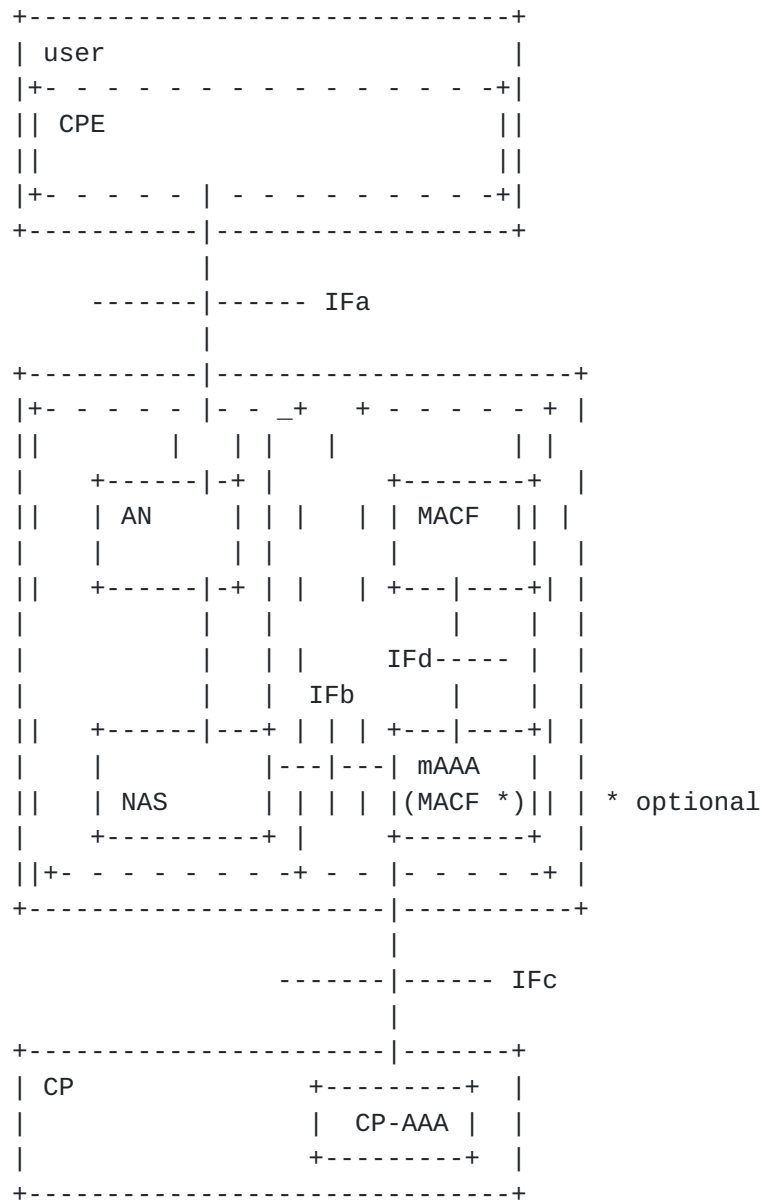 user
CPE
IFa
AN MACF
IFd
IFb
mAAA
NAS (MACF *) * optional
IFc
CP
CP-AAA